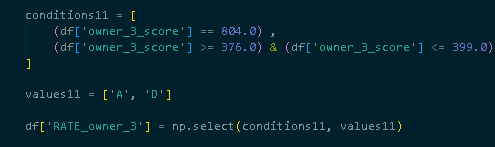 conditions11 = [
    (df['owner_3_score'] == 804.0) ,
    (df['owner_3_score'] >= 376.0) & (df['owner_3_score'] <= 399.0)
]
values11 = ['A', 'D']
df['RATE_owner_3'] = np.select(conditions11, values11)